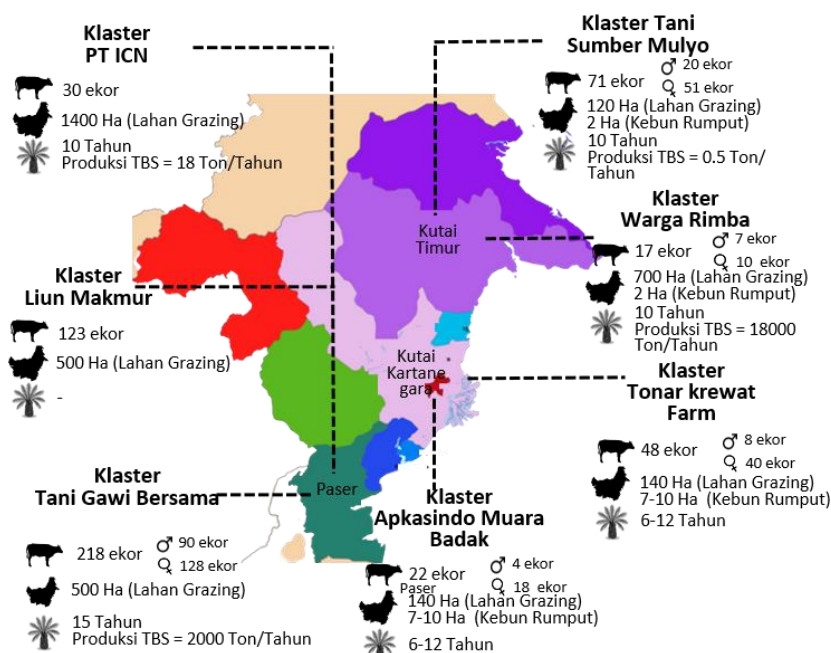 Klaster
PT ICN
30 ekor
1400 Ha (Lahan Grazing)
10 Tahun
Produksi TBS = 18 Ton/Tahun
Klaster Tani
Sumber Mulyo
71 ekor
♂ 20 ekor
♀ 51 ekor
120 Ha (Lahan Grazing)
2 Ha (Kebun Rumput)
10 Tahun
Produksi TBS = 0.5 Ton/
Tahun
Kutai
Timur
Klaster
Warga Rimba
17 ekor
♂ 7 ekor
♀ 10 ekor
700 Ha (Lahan Grazing)
2 Ha (Kebun Rumput)
10 Tahun
Produksi TBS = 18000
Ton/Tahun
Klaster
Liun Makmur
123 ekor
500 Ha (Lahan Grazing)
-
Kutai
Kartane
gara
Klaster
Tonar krewat
Farm
48 ekor
♂ 8 ekor
♀ 40 ekor
140 Ha (Lahan Grazing)
7-10 Ha (Kebun Rumput)
6-12 Tahun
Klaster
Tani Gawi Bersama
218 ekor
♂ 90 ekor
♀ 128 ekor
500 Ha (Lahan Grazing)
15 Tahun
Produksi TBS = 2000 Ton/Tahun
Paser
Klaster
Apkasindo Muara
Badak
22 ekor
♂ 4 ekor
♀ 18 ekor
Paser
140 Ha (Lahan Grazing)
7-10 Ha (Kebun Rumput)
6-12 Tahun